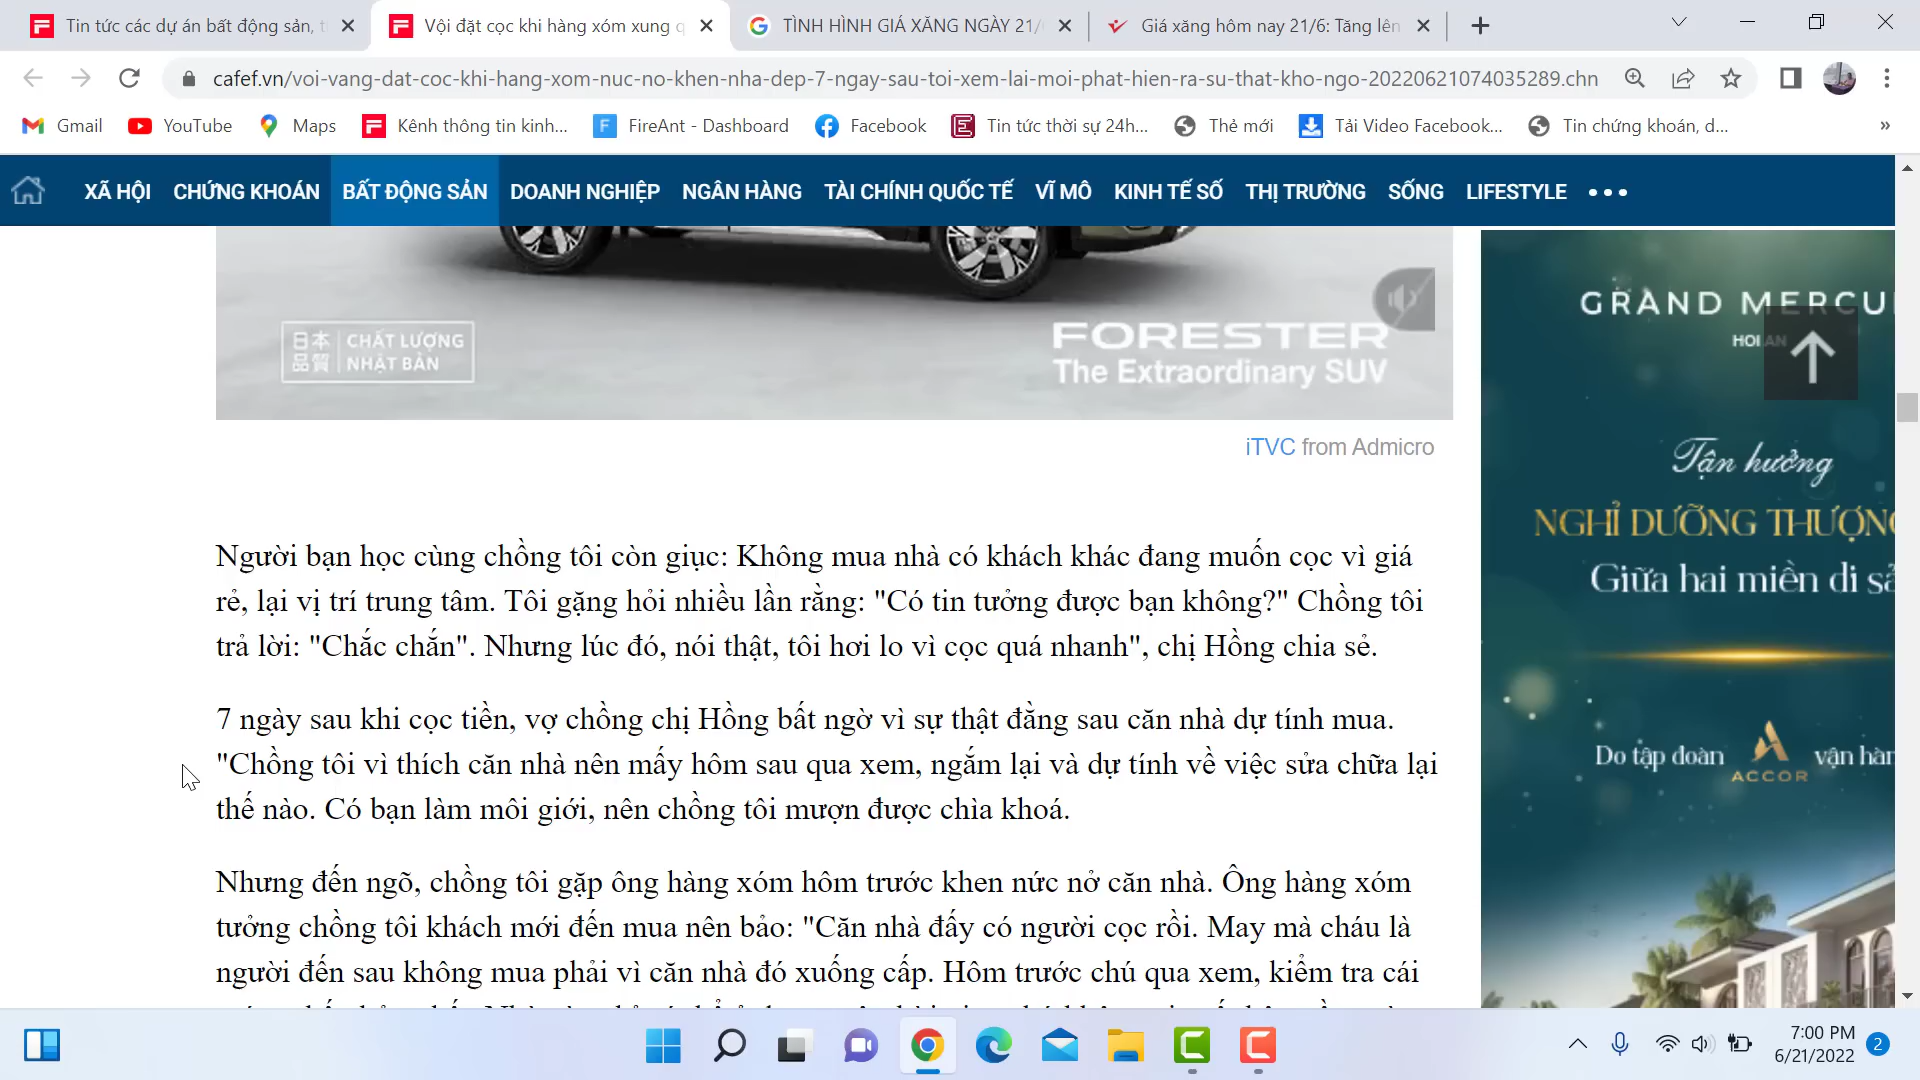 Tin tức các dự án bất động sản, t
Vội đặt cọc khi hàng xóm xung q
TÌNH HÌNH GIÁ XĂNG NGÀY 21/
Giá xăng hôm nay 21/6: Tăng lên
cafef.vn/voi-vang-dat-coc-khi-hang-xom-nuc-no-khen-nha-dep-7-ngay-sau-toi-xem-lai-moi-phat-hien-ra-su-that-kho-ngo-20220621074035289.chn
Gmail YouTube Maps Kênh thông tin kinh... FireAnt - Dashboard Facebook Tin tức thời sự 24h... Thẻ mới Tải Video Facebook... Tin chứng khoán, d... »
XÃ HỘI CHỨNG KHOÁN BẤT ĐỘNG SẢN DOANH NGHIỆP NGÂN HÀNG TÀI CHÍNH QUỐC TẾ VĨ MÔ KINH TẾ SỐ THỊ TRƯỜNG SỐNG LIFESTYLE
日本 CHẤT LƯỢNG
品質 NHẬT BẢN
FORESTER
The Extraordinary SUV
iTVC from Admicro
Người bạn học cùng chồng tôi còn giục: Không mua nhà có khách khác đang muốn cọc vì giá
rẻ, lại vị trí trung tâm. Tôi gặng hỏi nhiều lần rằng: "Có tin tưởng được bạn không?" Chồng tôi
trả lời: "Chắc chắn". Nhưng lúc đó, nói thật, tôi hơi lo vì cọc quá nhanh", chị Hồng chia sẻ.
7 ngày sau khi cọc tiền, vợ chồng chị Hồng bất ngờ vì sự thật đằng sau căn nhà dự tính mua.
"Chồng tôi vì thích căn nhà nên mấy hôm sau qua xem, ngắm lại và dự tính về việc sửa chữa lại
thế nào. Có bạn làm môi giới, nên chồng tôi mượn được chìa khoá.
Nhưng đến ngõ, chồng tôi gặp ông hàng xóm hôm trước khen nức nở căn nhà. Ông hàng xóm
tưởng chồng tôi khách mới đến mua nên bảo: "Căn nhà đấy có người cọc rồi. May mà cháu là
người đến sau không mua phải vì căn nhà đó xuống cấp. Hôm trước chú qua xem, kiểm tra cái
GRAND MERCU
HOI AN
Tận hưởng
NGHỈ DƯỠNG THƯỢN
Giữa hai miền di sả
Do tập đoàn ACCOR vận hàn
7:00 PM
6/21/2022
2